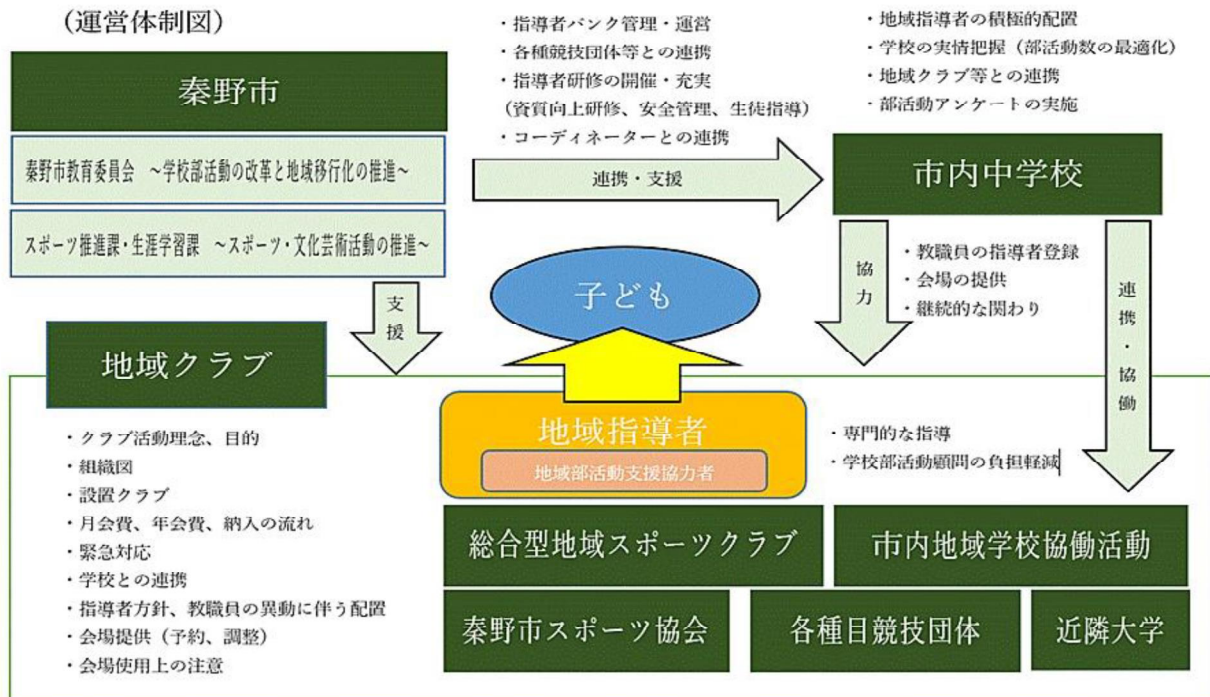 （運営体制図）
秦野市
秦野市教育委員会　～学校部活動の改革と地域移行化の推進～
スポーツ推進課・生涯学習課　～スポーツ・文化芸術活動の推進～
・指導者バンク管理・運営
・各種競技団体等との連携
・指導者研修の開催・充実
（資質向上研修、安全管理、生徒指導）
・コーディネーターとの連携
連携・支援
・地域指導者の積極的配置
・学校の実情把握（部活動数の最適化）
・地域クラブ等との連携
・部活動アンケートの実施
市内中学校
支援
子ども
協力
・教職員の指導者登録
・会場の提供
・継続的な関わり
連携・協働
地域クラブ
・クラブ活動理念、目的
・組織図
・設置クラブ
・月会費、年会費、納入の流れ
・緊急対応
・学校との連携
・指導者方針、教職員の異動に伴う配置
・会場提供（予約、調整）
・会場使用上の注意
地域指導者
地域部活動支援協力者
・専門的な指導
・学校部活動顧問の負担軽減
総合型地域スポーツクラブ
市内地域学校協働活動
秦野市スポーツ協会
各種目競技団体
近隣大学